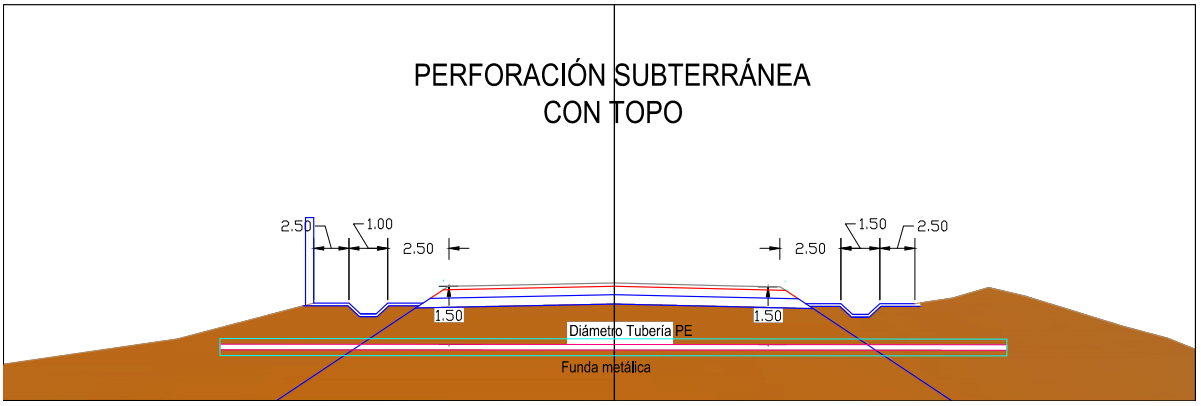 PERFORACIÓN SUBTERRÁNEA
CON TOPO
2.50 1.00 2.50 2.50 1.50 2.50
1.50 1.50
Diámetro Tubería PE
Funda metálica